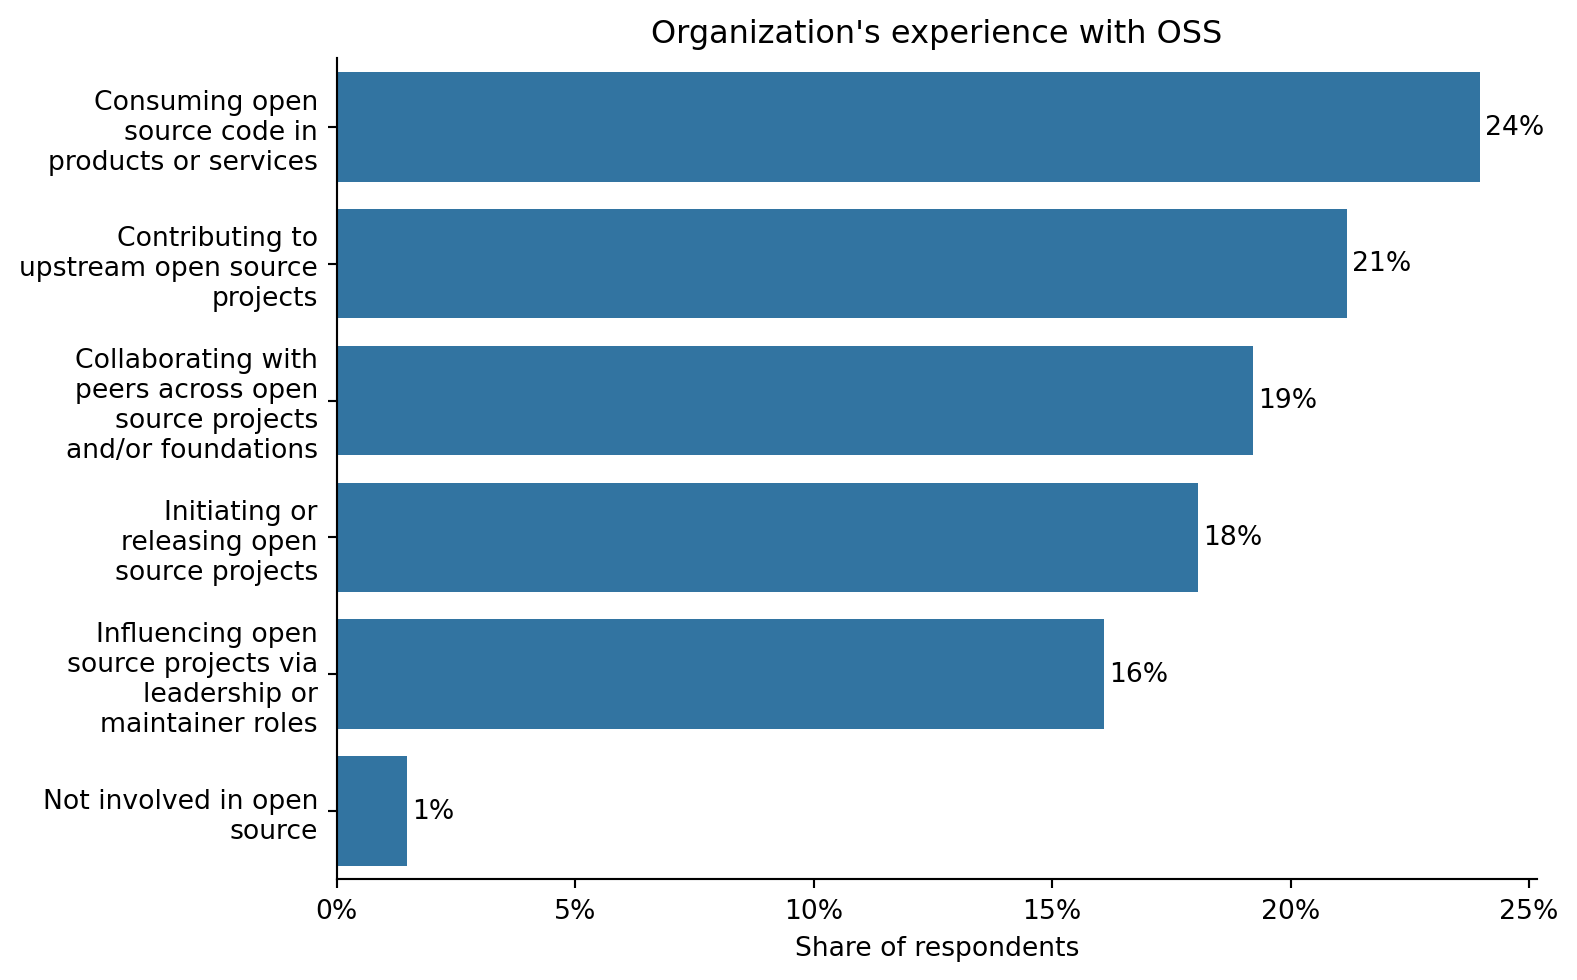 Organization's experience with OSS
Consuming open
source code in
products or services
24%
Contributing to
upstream open source
projects
21%
Collaborating with
peers across open
source projects
and/or foundations
19%
Initiating or
releasing open
source projects
18%
Influencing open
source projects via
leadership or
maintainer roles
16%
Not involved in open
source
1%
0% 5% 10% 15% 20% 25%
Share of respondents